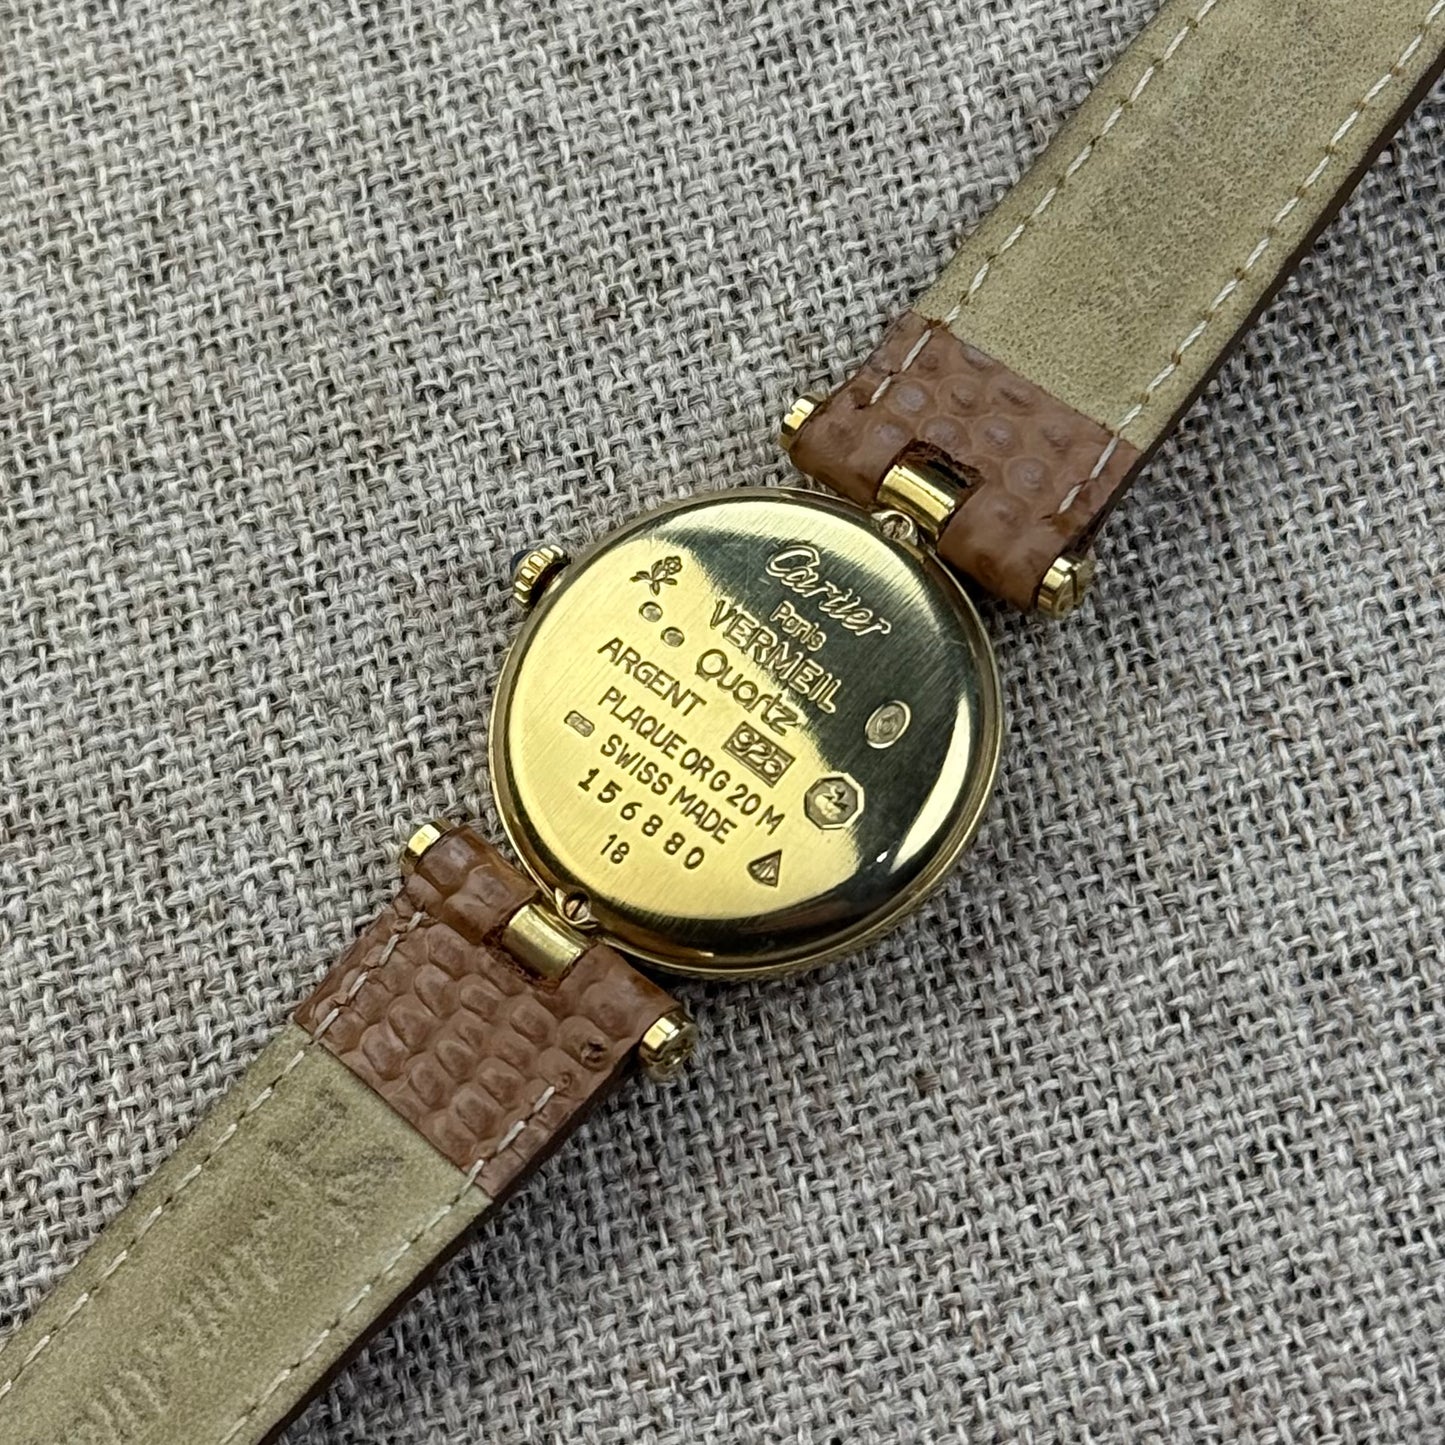 Cartier
Paris
VERMEIL
Quartz
ARGENT 925
PLAQUE OR G 20 M
SWISS MADE
156880
18